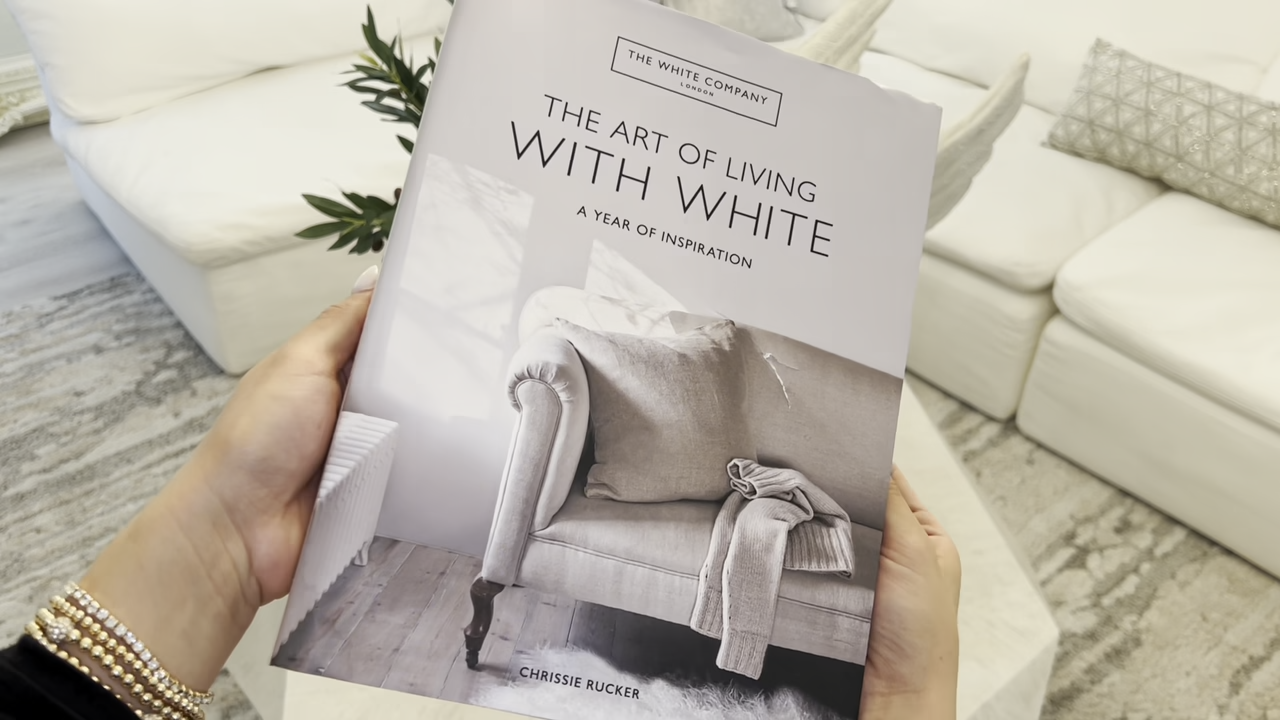 THE WHITE COMPANY
LONDON
THE ART OF LIVING
WITH WHITE
A YEAR OF INSPIRATION
CHRISSIE RUCKER